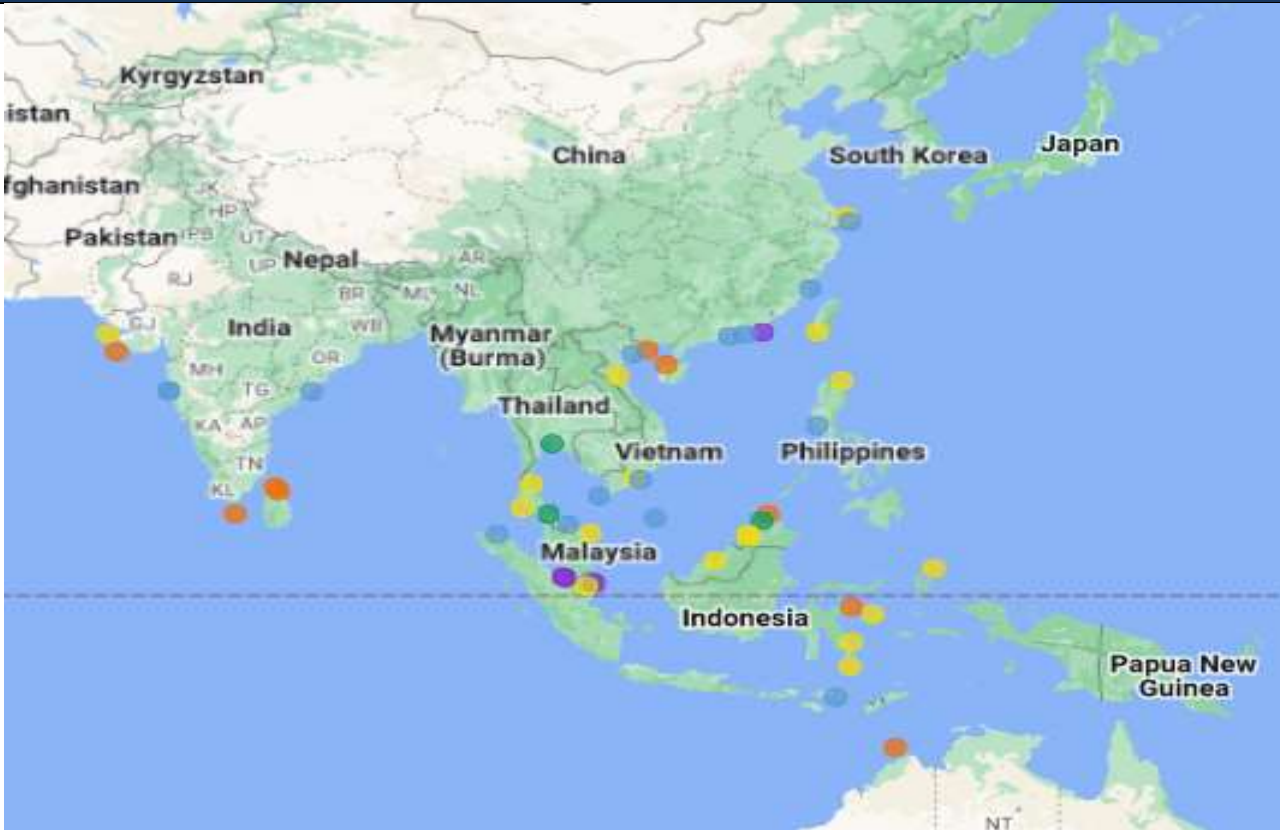 Kyrgyzstan
istan
China
South Korea
Japan
fghanistan
JK
HP
Pakistan
PB
UT
Nepal
AR
UP
RJ
BR
ML
NL
GJ
India
WB
Myanmar
(Burma)
OR
MH
TG
Thailand
KA
AP
Vietnam
Philippines
TN
KL
Malaysia
Indonesia
Papua New
Guinea
NT